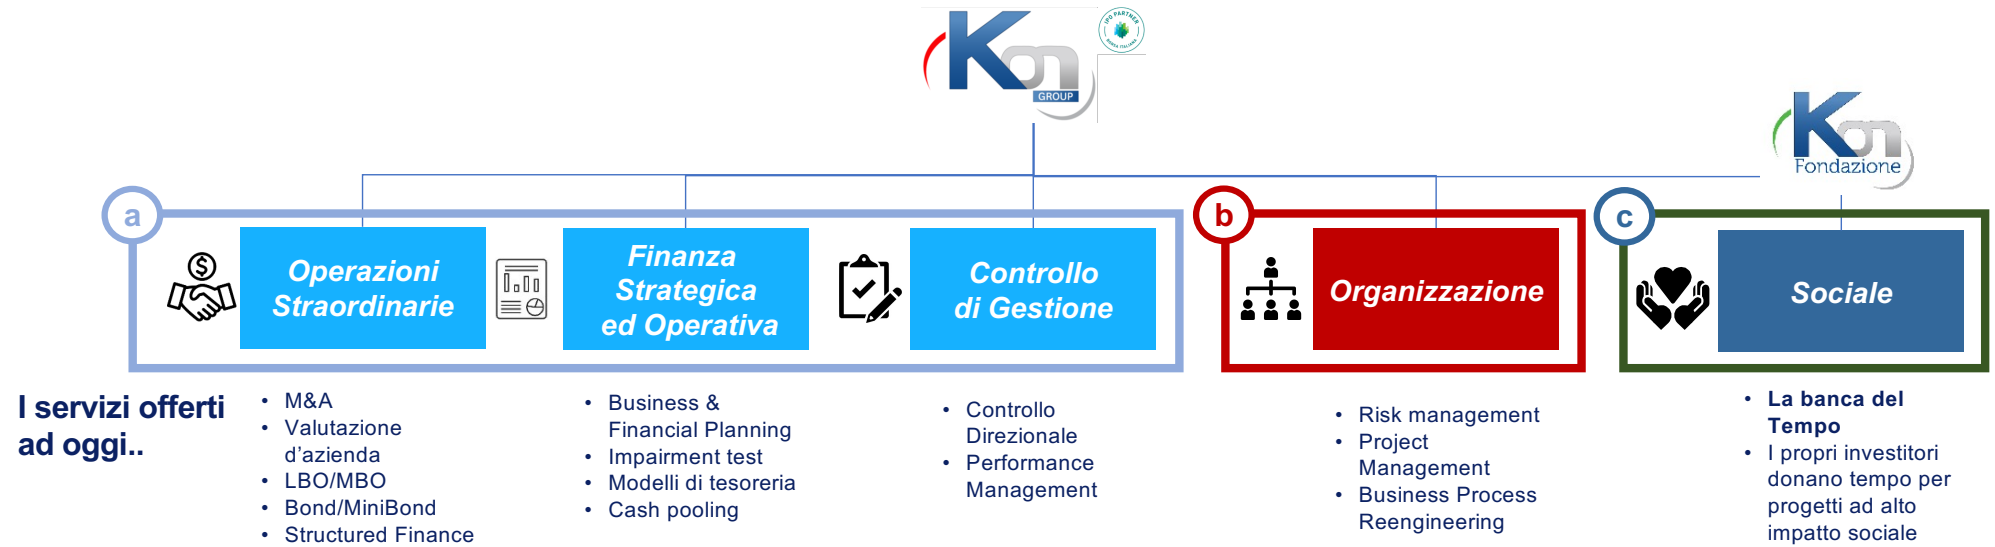 Kon
GROUP
IPO PARTNER
BORSA ITALIANA
Kon
Fondazione
a
Operazioni
Straordinarie
Finanza
Strategica
ed Operativa
Controllo
di Gestione
b
Organizzazione
c
Sociale
I servizi offerti
ad oggi..
• M&A
• Valutazione
d’azienda
• LBO/MBO
• Bond/MiniBond
• Structured Finance
• Business &
Financial Planning
• Impairment test
• Modelli di tesoreria
• Cash pooling
• Controllo
Direzionale
• Performance
Management
• Risk management
• Project
Management
• Business Process
Reengineering
• La banca del
Tempo
• I propri investitori
donano tempo per
progetti ad alto
impatto sociale